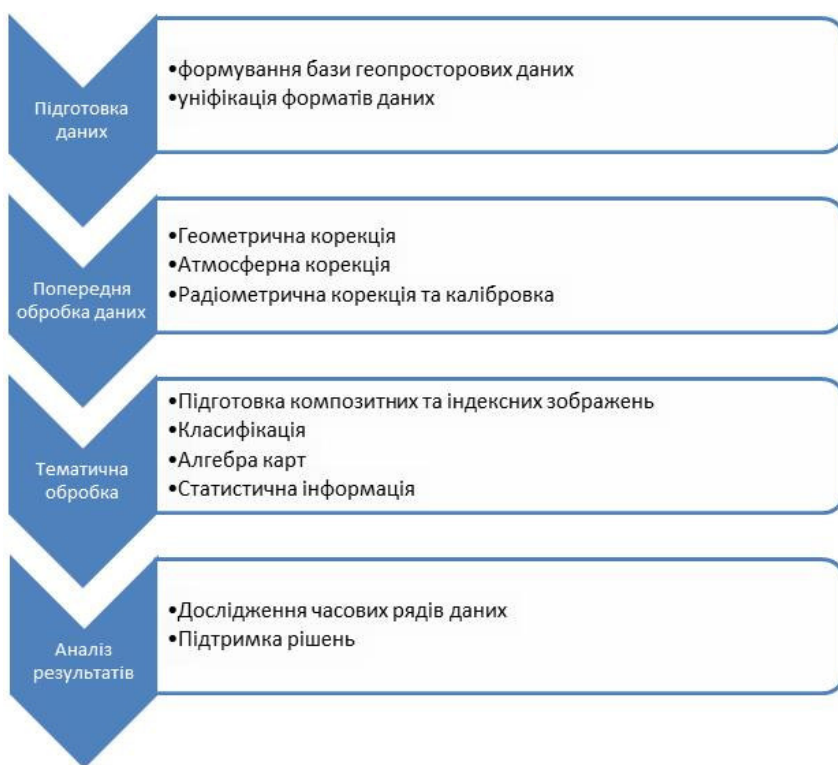 Підготовка
даних
•формування бази геопросторових даних
•уніфікація форматів даних
Попередня
обробка даних
•Геометрична корекція
•Атмосферна корекція
•Радіометрична корекція та калібровка
Тематична
обробка
•Підготовка композитних та індексних зображень
•Класифікація
•Алгебра карт
•Статистична інформація
Аналіз
результатів
•Дослідження часових рядів даних
•Підтримка рішень